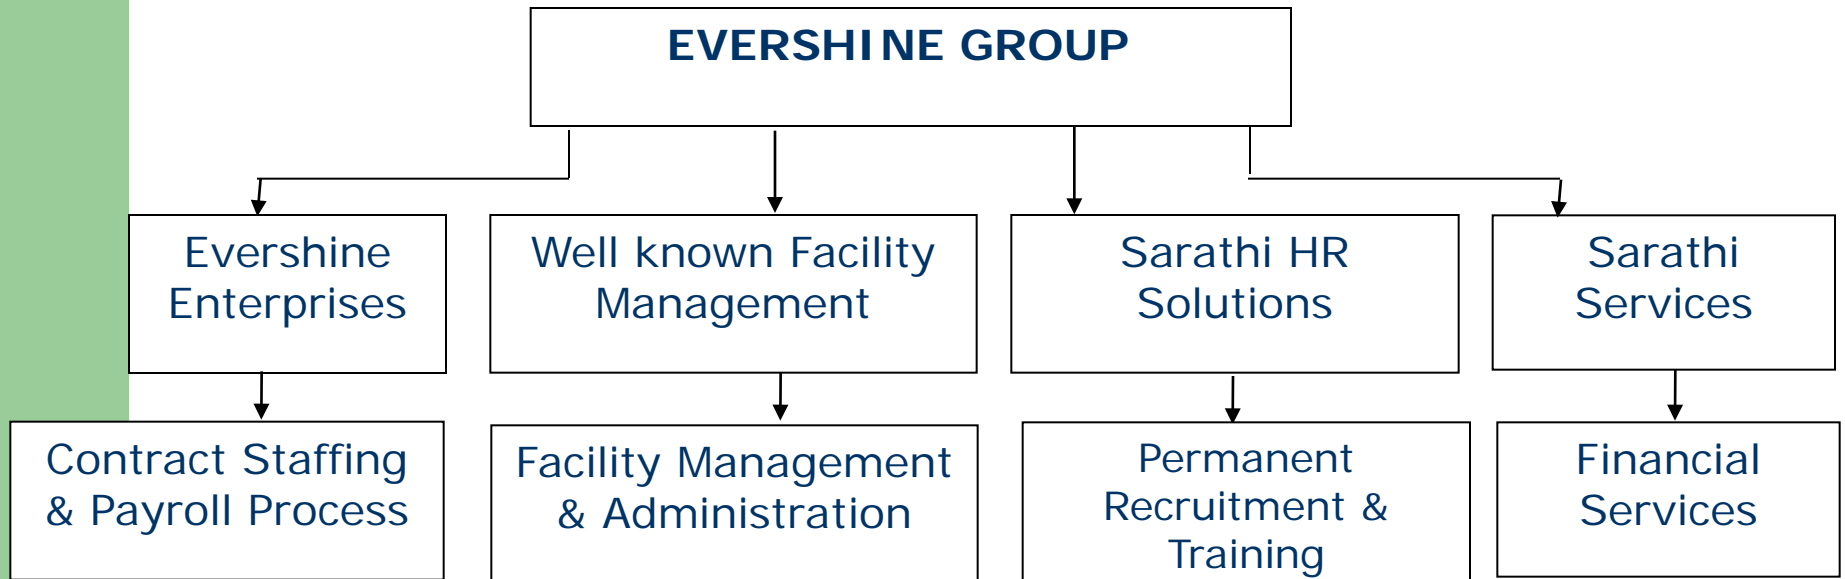 EVERSHINE GROUP
Evershine
Enterprises
Well known Facility
Management
Sarathi HR
Solutions
Sarathi
Services
Contract Staffing
& Payroll Process
Facility Management
& Administration
Permanent
Recruitment &
Training
Financial
Services